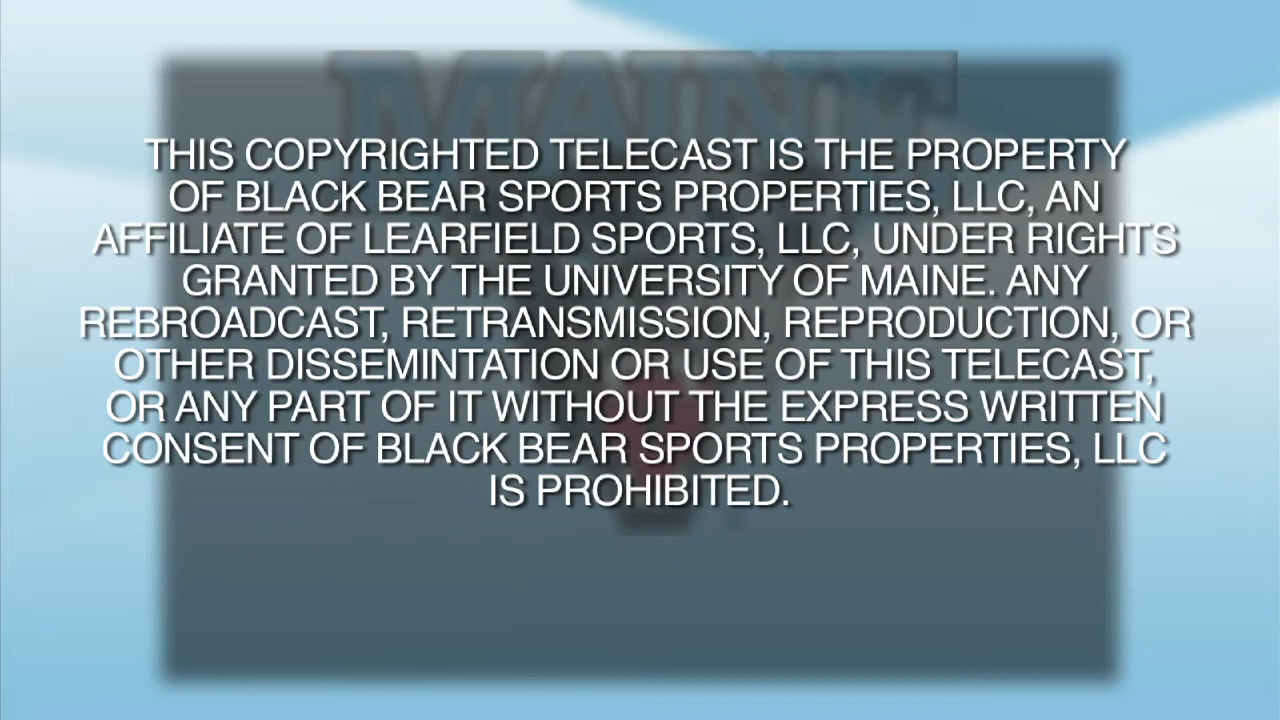 MAINE
THIS COPYRIGHTED TELECAST IS THE PROPERTY
OF BLACK BEAR SPORTS PROPERTIES, LLC, AN
AFFILIATE OF LEARFIELD SPORTS, LLC, UNDER RIGHTS
GRANTED BY THE UNIVERSITY OF MAINE. ANY
REBROADCAST, RETRANSMISSION, REPRODUCTION, OR
OTHER DISSEMINTATION OR USE OF THIS TELECAST,
OR ANY PART OF IT WITHOUT THE EXPRESS WRITTEN
CONSENT OF BLACK BEAR SPORTS PROPERTIES, LLC
IS PROHIBITED.